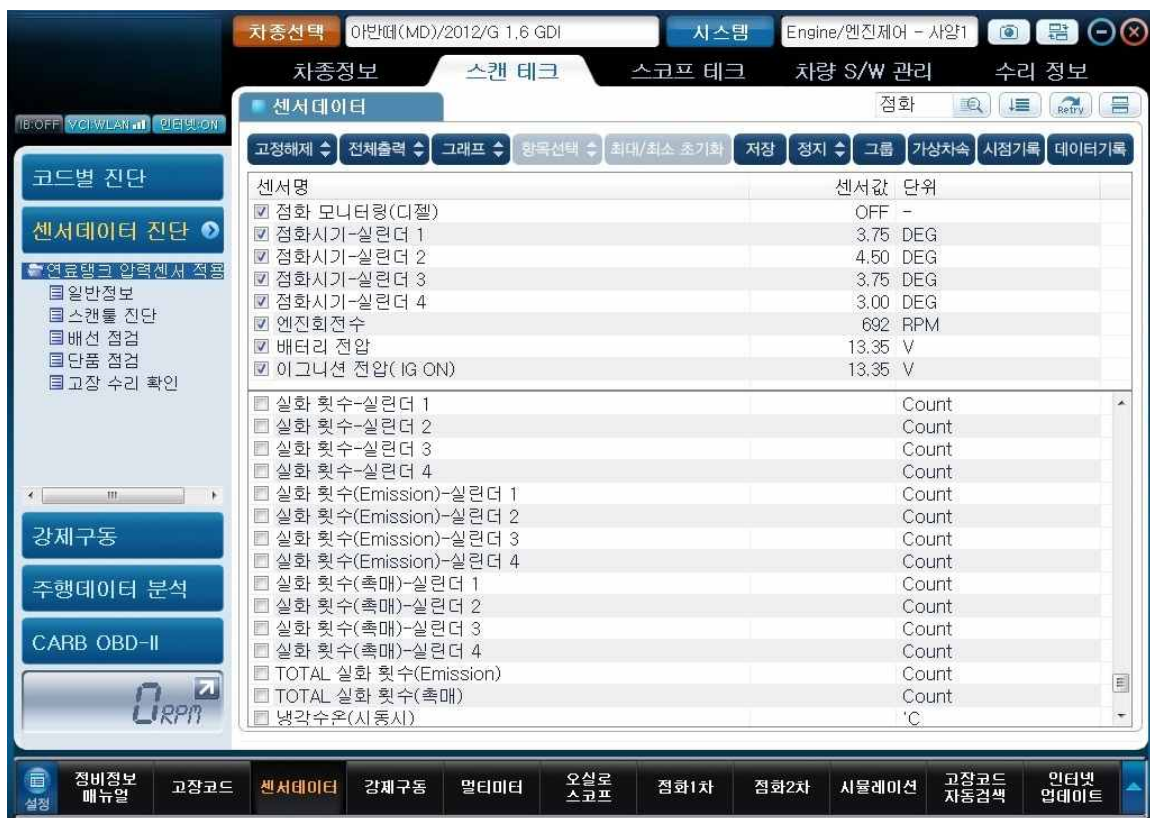 차종선택 아반떼(MD)/2012/G 1.6 GDI 시스템 Engine/엔진제어 - 사양1
차종정보 스캔 테크 스코프 테크 차량 S/W 관리 수리 정보
센서데이터 점화 Retry
IB:OFF VCI:WLAN 인터넷:ON
고정해제 전체출력 그래프 항목선택 최대/최소 초기화 저장 정지 그룹 가상차속 시점기록 데이터기록
코드별 진단
센서데이터 진단
연료탱크 압력센서 적용
일반정보
스캔툴 진단
배선 점검
단품 점검
고장 수리 확인
강제구동
주행데이터 분석
CARB OBD-II
0 RPM
센서명 센서값 단위
점화 모니터링(디젤) OFF -
점화시기-실린더 1 3.75 DEG
점화시기-실린더 2 4.50 DEG
점화시기-실린더 3 3.75 DEG
점화시기-실린더 4 3.00 DEG
엔진회전수 692 RPM
배터리 전압 13.35 V
이그니션 전압( IG ON) 13.35 V
실화 횟수-실린더 1 Count
실화 횟수-실린더 2 Count
실화 횟수-실린더 3 Count
실화 횟수-실린더 4 Count
실화 횟수(Emission)-실린더 1 Count
실화 횟수(Emission)-실린더 2 Count
실화 횟수(Emission)-실린더 3 Count
실화 횟수(Emission)-실린더 4 Count
실화 횟수(촉매)-실린더 1 Count
실화 횟수(촉매)-실린더 2 Count
실화 횟수(촉매)-실린더 3 Count
실화 횟수(촉매)-실린더 4 Count
TOTAL 실화 횟수(Emission) Count
TOTAL 실화 횟수(촉매) Count
냉각수온(시동시) 'C
설정 정비정보 매뉴얼 고장코드 센서데이터 강제구동 멀티미터 오실로 스코프 점화1차 점화2차 시뮬레이션 고장코드 자동검색 인터넷 업데이트